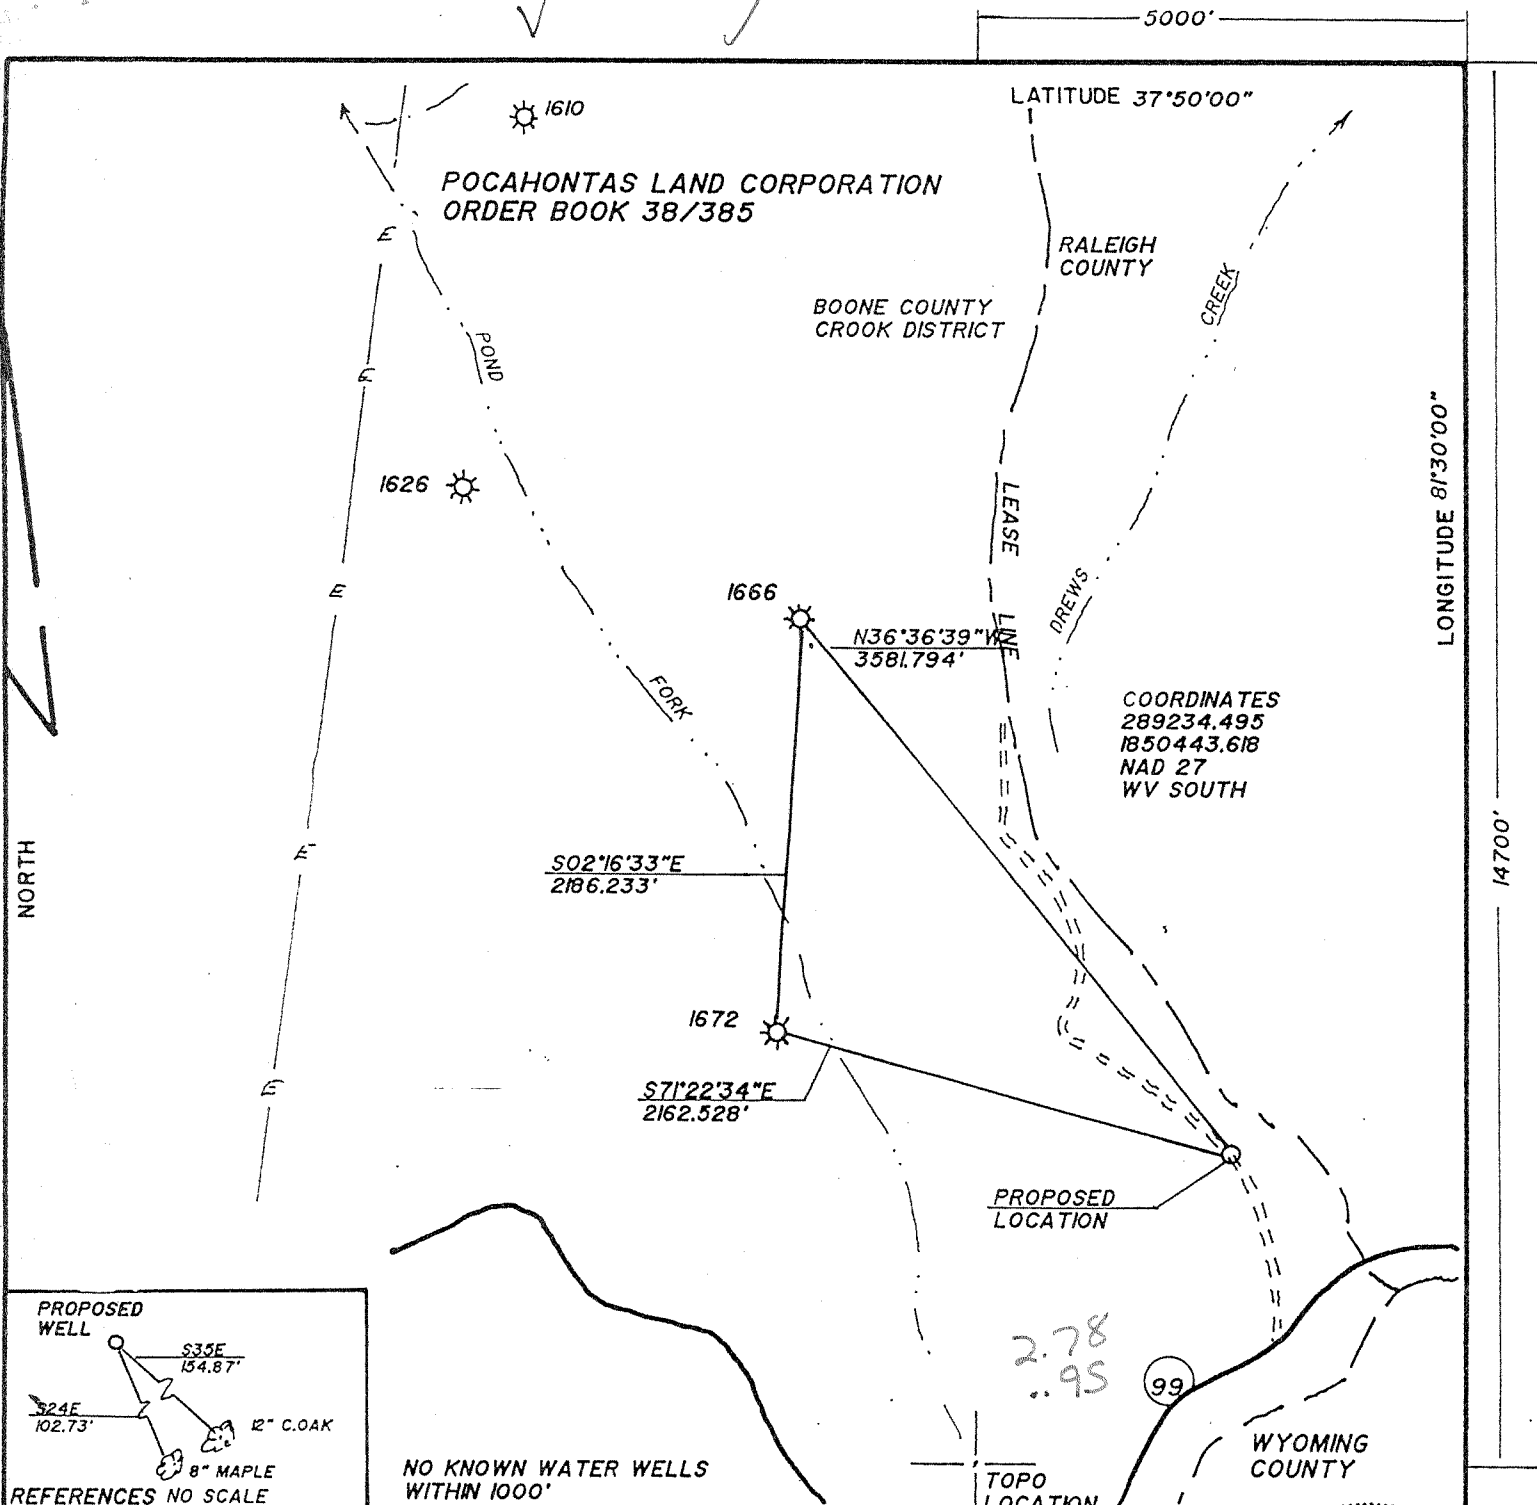 5000'
LATITUDE 37°50'00"
1610
POCAHONTAS LAND CORPORATION
ORDER BOOK 38/385
E
RALEIGH
COUNTY
BOONE COUNTY
CROOK DISTRICT
CREEK
POND
E
LONGITUDE 81°30'00"
1626
LEASE
E
1666
DREWS
N36°36'39"W
3581.794'
LINE
FORK
COORDINATES
289234.495
1850443.618
NAD 27
WV SOUTH
14700'
NORTH
E
S02°16'33"E
2186.233'
1672
E
S71°22'34"E
2162.528'
PROPOSED
LOCATION
PROPOSED
WELL
S35E
154.87'
S24E
102.73'
12" C.OAK
8" MAPLE
REFERENCES NO SCALE
2.78
.95
99
NO KNOWN WATER WELLS
WITHIN 1000'
WYOMING
COUNTY
TOPO
LOCATION